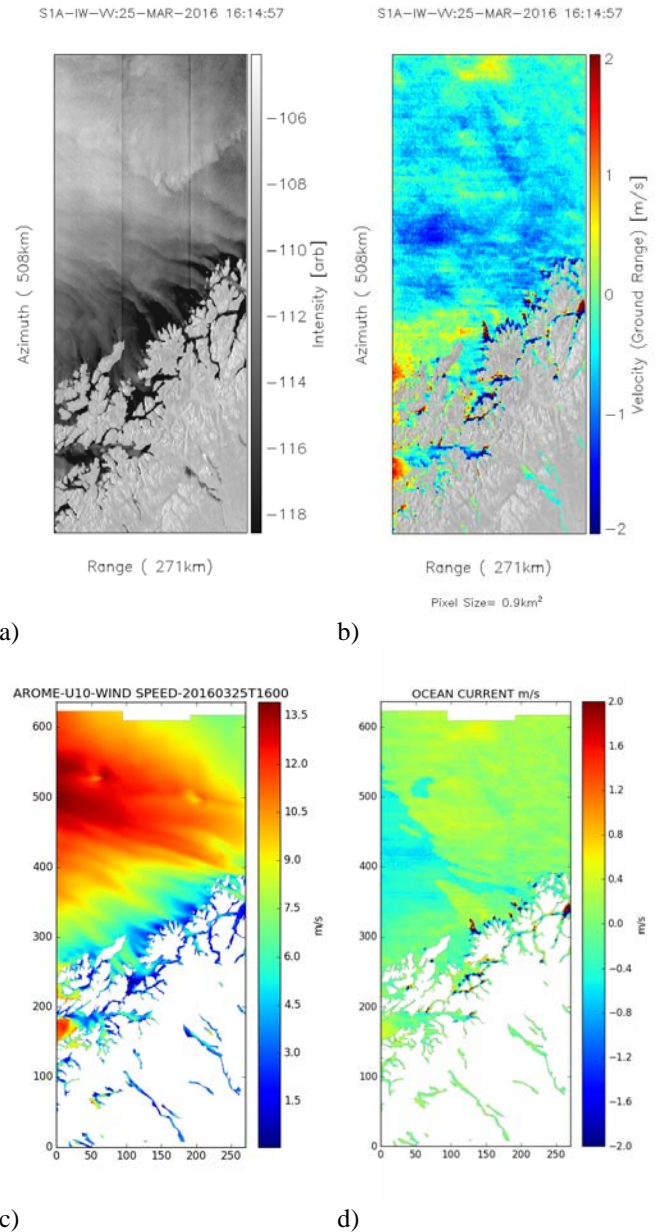 S1A-IW-VV:25-MAR-2016 16:14:57
-106
-108
-110
-112
-114
-116
-118
Intensity [arb]
Azimuth ( 508km)
Range ( 271km)
a)
S1A-IW-VV:25-MAR-2016 16:14:57
2
1
0
-1
-2
Velocity (Ground Range) [m/s]
Azimuth ( 508km)
Range ( 271km)
Pixel Size= 0.9km²
b)
AROME-U10-WIND SPEED-20160325T1600
600
500
400
300
200
100
0
0 50 100 150 200 250
13.5
12.0
10.5
9.0
7.5
6.0
4.5
3.0
1.5
m/s
c)
OCEAN CURRENT m/s
600
500
400
300
200
100
0
0 50 100 150 200 250
2.0
1.6
1.2
0.8
0.4
0.0
-0.4
-0.8
-1.2
-1.6
-2.0
m/s
d)